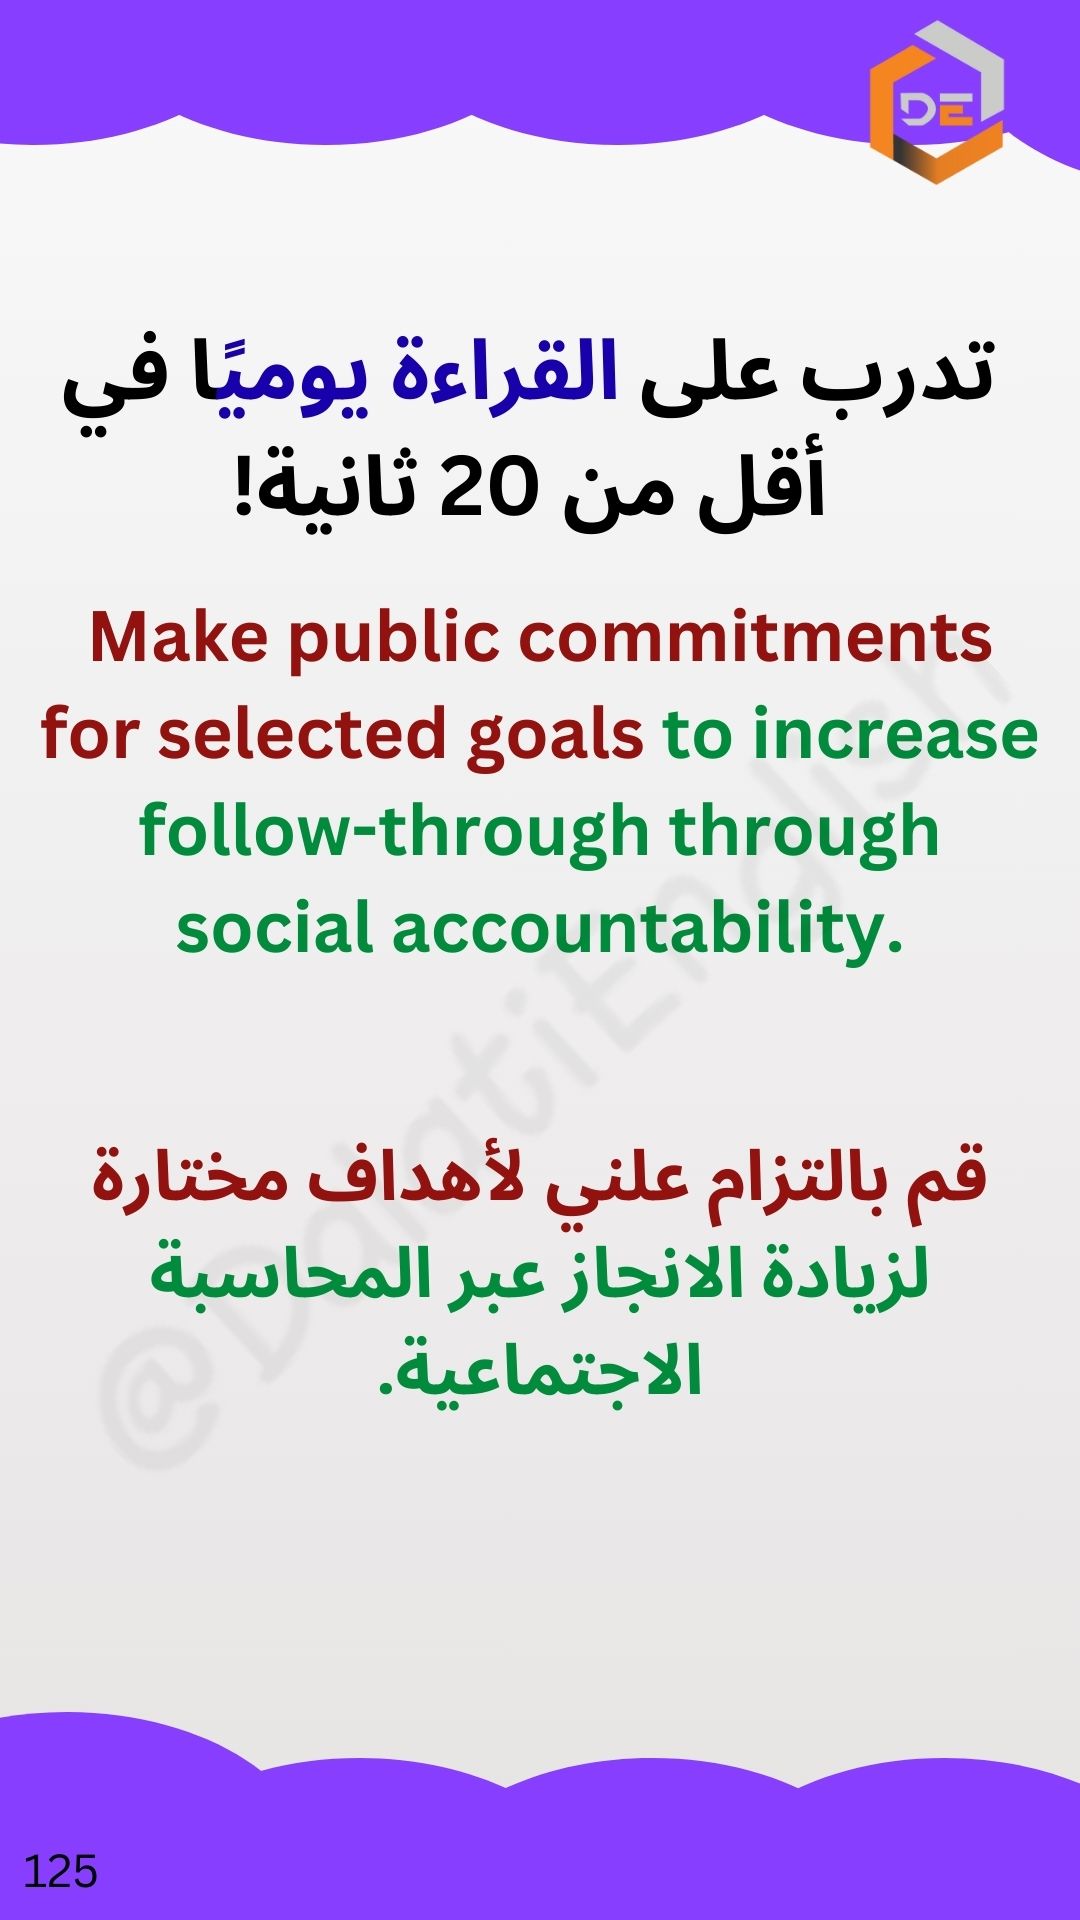 DE
تدرب على القراءة يوميًا في
أقل من 20 ثانية!
Make public commitments
for selected goals to increase
follow-through through
social accountability.
قم بالتزام علني لأهداف مختارة
لزيادة الانجاز عبر المحاسبة
الاجتماعية.
@DalatiEnglish
125